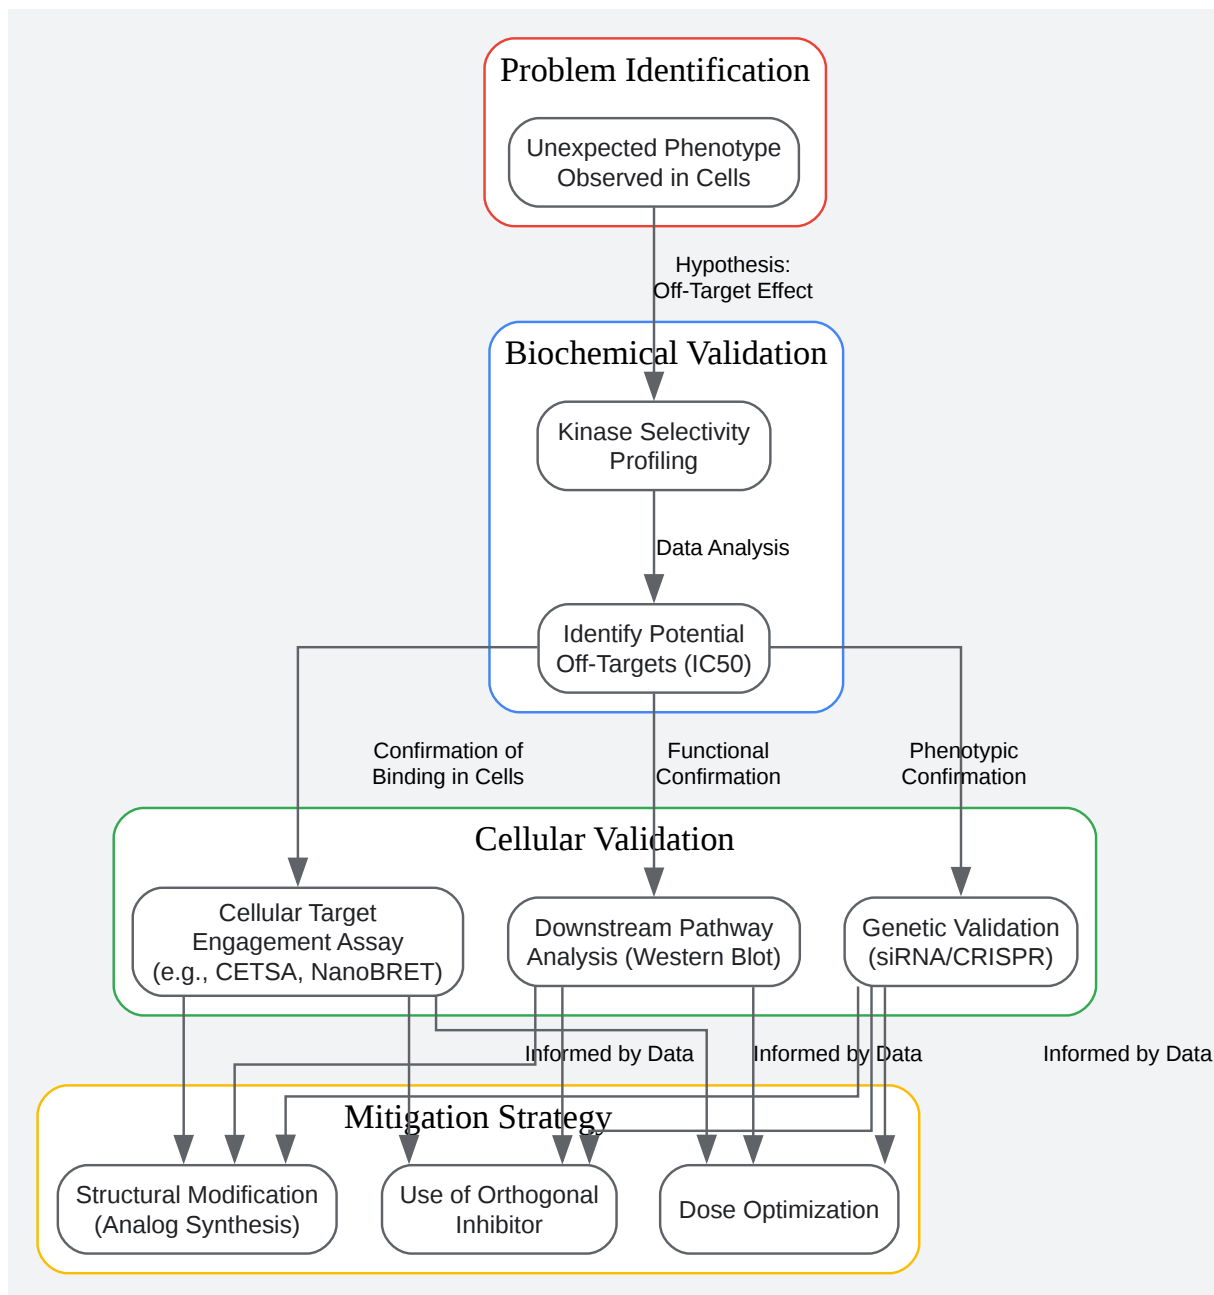 Problem Identification
Unexpected Phenotype
Observed in Cells
Hypothesis:
Off-Target Effect
Biochemical Validation
Kinase Selectivity
Profiling
Data Analysis
Identify Potential
Off-Targets (IC50)
Confirmation of
Binding in Cells
Functional
Confirmation
Phenotypic
Confirmation
Cellular Validation
Cellular Target
Engagement Assay
(e.g., CETSA, NanoBRET)
Downstream Pathway
Analysis (Western Blot)
Genetic Validation
(siRNA/CRISPR)
Informed by Data
Informed by Data
Informed by Data
Mitigation Strategy
Structural Modification
(Analog Synthesis)
Use of Orthogonal
Inhibitor
Dose Optimization